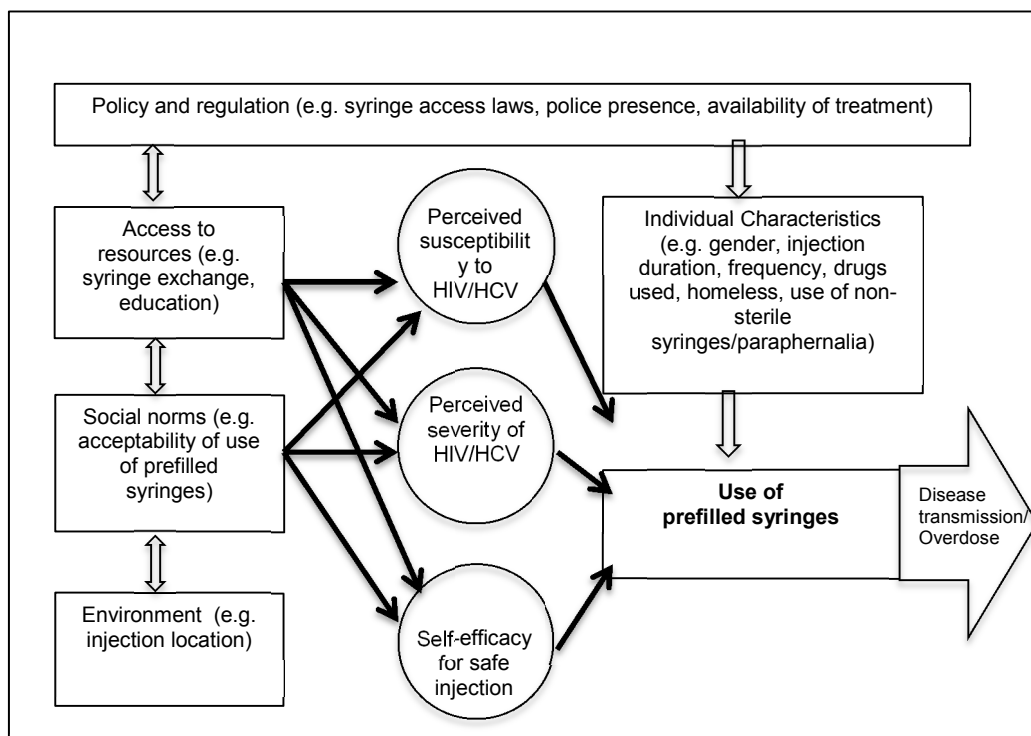 Policy and regulation (e.g. syringe access laws, police presence, availability of treatment)
Access to
resources (e.g.
syringe exchange,
education)
Perceived
susceptibilit
y to
HIV/HCV
Individual Characteristics
(e.g. gender, injection
duration, frequency, drugs
used, homeless, use of non-
sterile
syringes/paraphernalia)
Social norms (e.g.
acceptability of use
of prefilled
syringes)
Perceived
severity of
HIV/HCV
Use of
prefilled syringes
Disease
transmission/
Overdose
Environment (e.g.
injection location)
Self-efficacy
for safe
injection